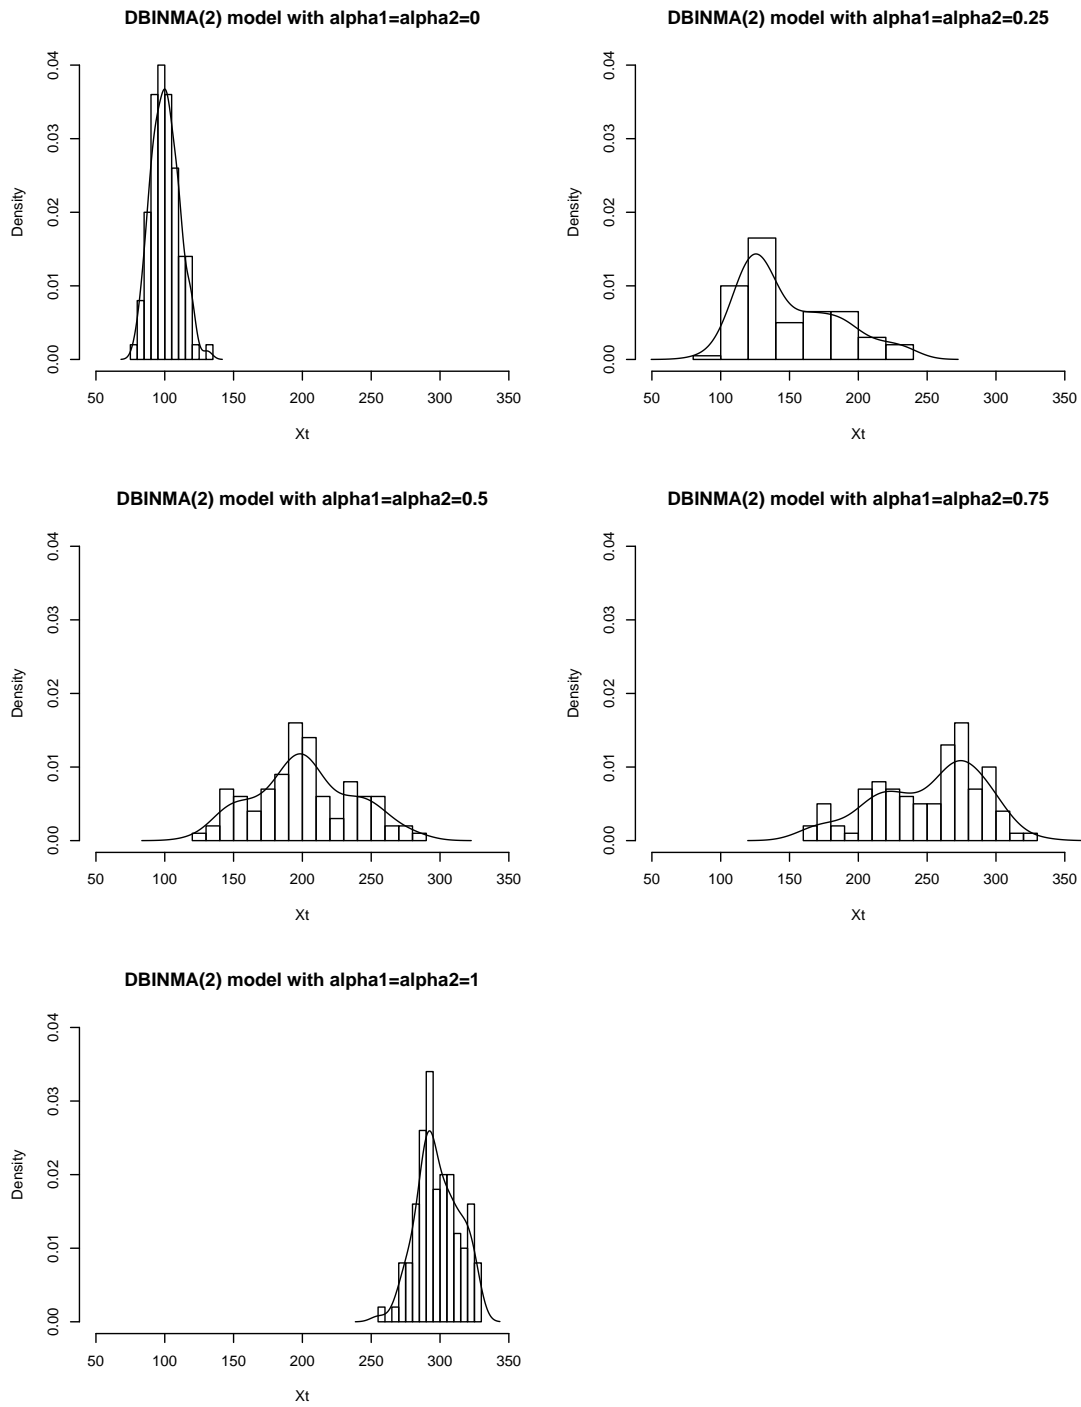 DBINMA(2) model with alpha1=alpha2=0
Density
0.00
0.01
0.02
0.03
0.04
50 100 150 200 250 300 350
Xt
DBINMA(2) model with alpha1=alpha2=0.25
Density
0.00
0.01
0.02
0.03
0.04
50 100 150 200 250 300 350
Xt
DBINMA(2) model with alpha1=alpha2=0.5
Density
0.00
0.01
0.02
0.03
0.04
50 100 150 200 250 300 350
Xt
DBINMA(2) model with alpha1=alpha2=0.75
Density
0.00
0.01
0.02
0.03
0.04
50 100 150 200 250 300 350
Xt
DBINMA(2) model with alpha1=alpha2=1
Density
0.00
0.01
0.02
0.03
0.04
50 100 150 200 250 300 350
Xt